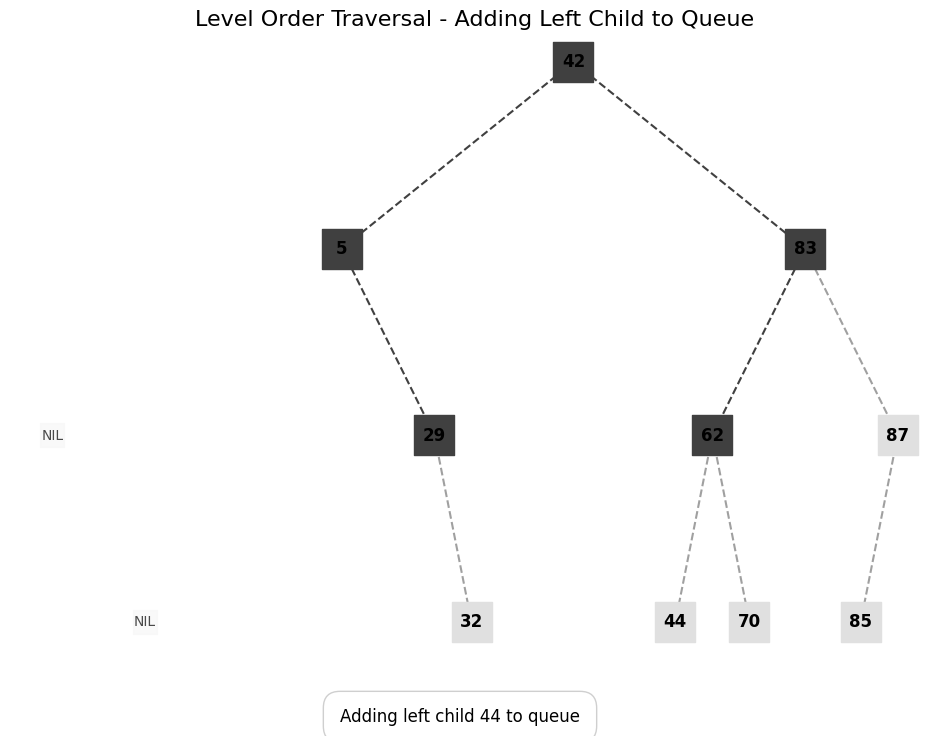 Level Order Traversal - Adding Left Child to Queue
42
5 83
NIL 29 62 87
NIL 32 44 70 85
Adding left child 44 to queue